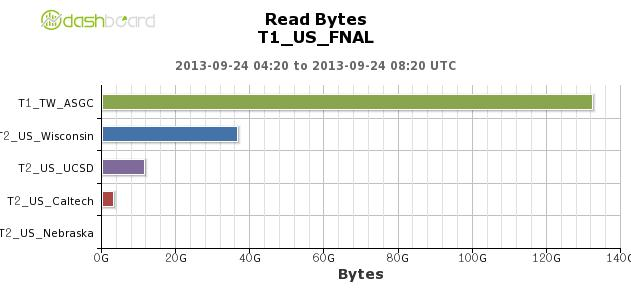 dashboard
Read Bytes
T1_US_FNAL
2013-09-24 04:20 to 2013-09-24 08:20 UTC
T1_TW_ASGC
T2_US_Wisconsin
T2_US_UCSD
T2_US_Caltech
T2_US_Nebraska
0G 20G 40G 60G 80G 100G 120G 140G
Bytes